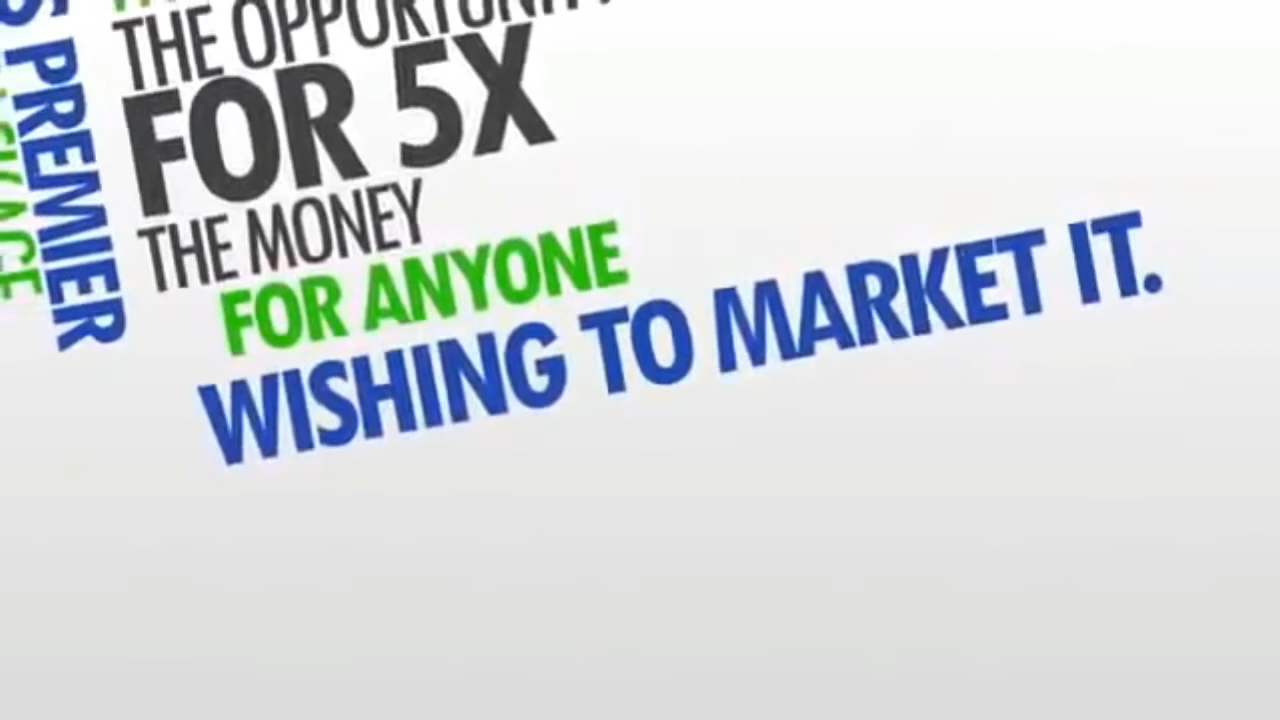 PREMIER
THE OPPORTUNITY
FOR 5X
THE MONEY
FOR ANYONE
WISHING TO MARKET IT.